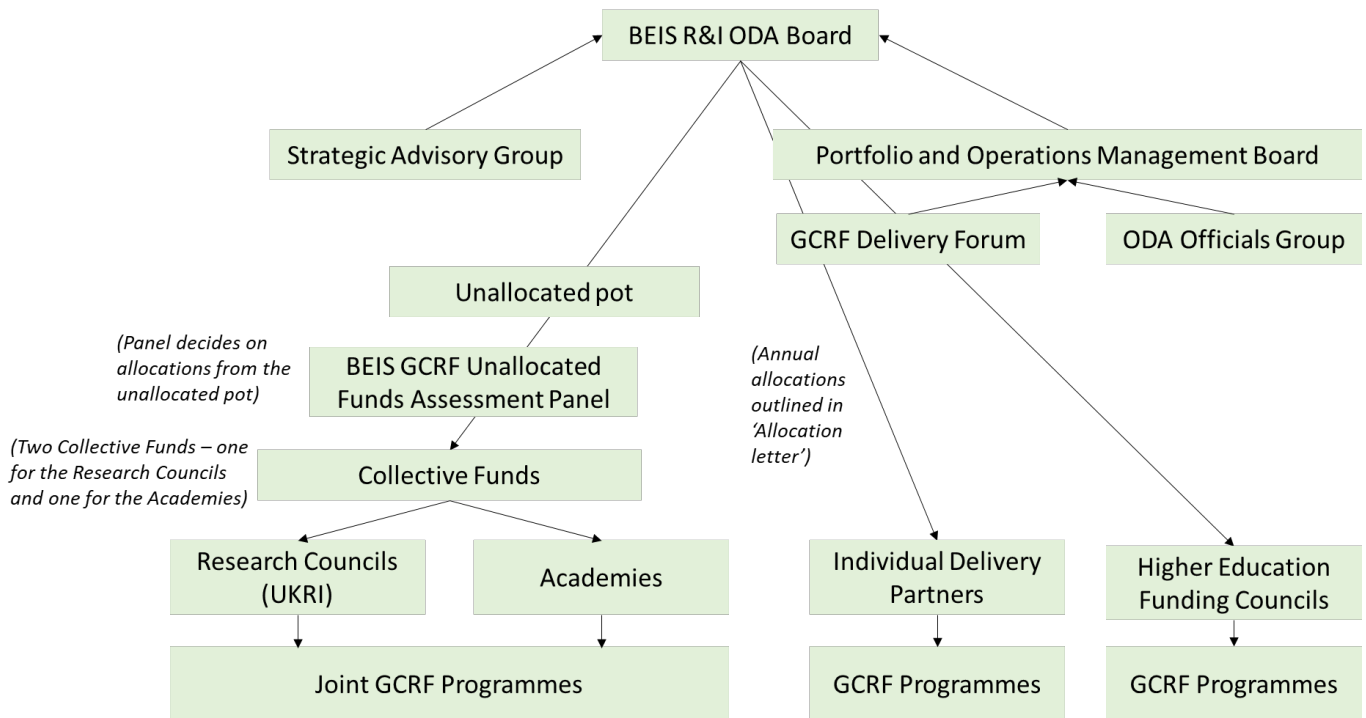 BEIS R&I ODA Board
Strategic Advisory Group
Portfolio and Operations Management Board
GCRF Delivery Forum
ODA Officials Group
Unallocated pot
(Panel decides on
allocations from the
unallocated pot)
BEIS GCRF Unallocated
Funds Assessment Panel
(Annual
allocations
outlined in
‘Allocation
letter’)
(Two Collective Funds – one
for the Research Councils
and one for the Academies)
Collective Funds
Research Councils
(UKRI)
Academies
Individual Delivery
Partners
Higher Education
Funding Councils
Joint GCRF Programmes
GCRF Programmes
GCRF Programmes